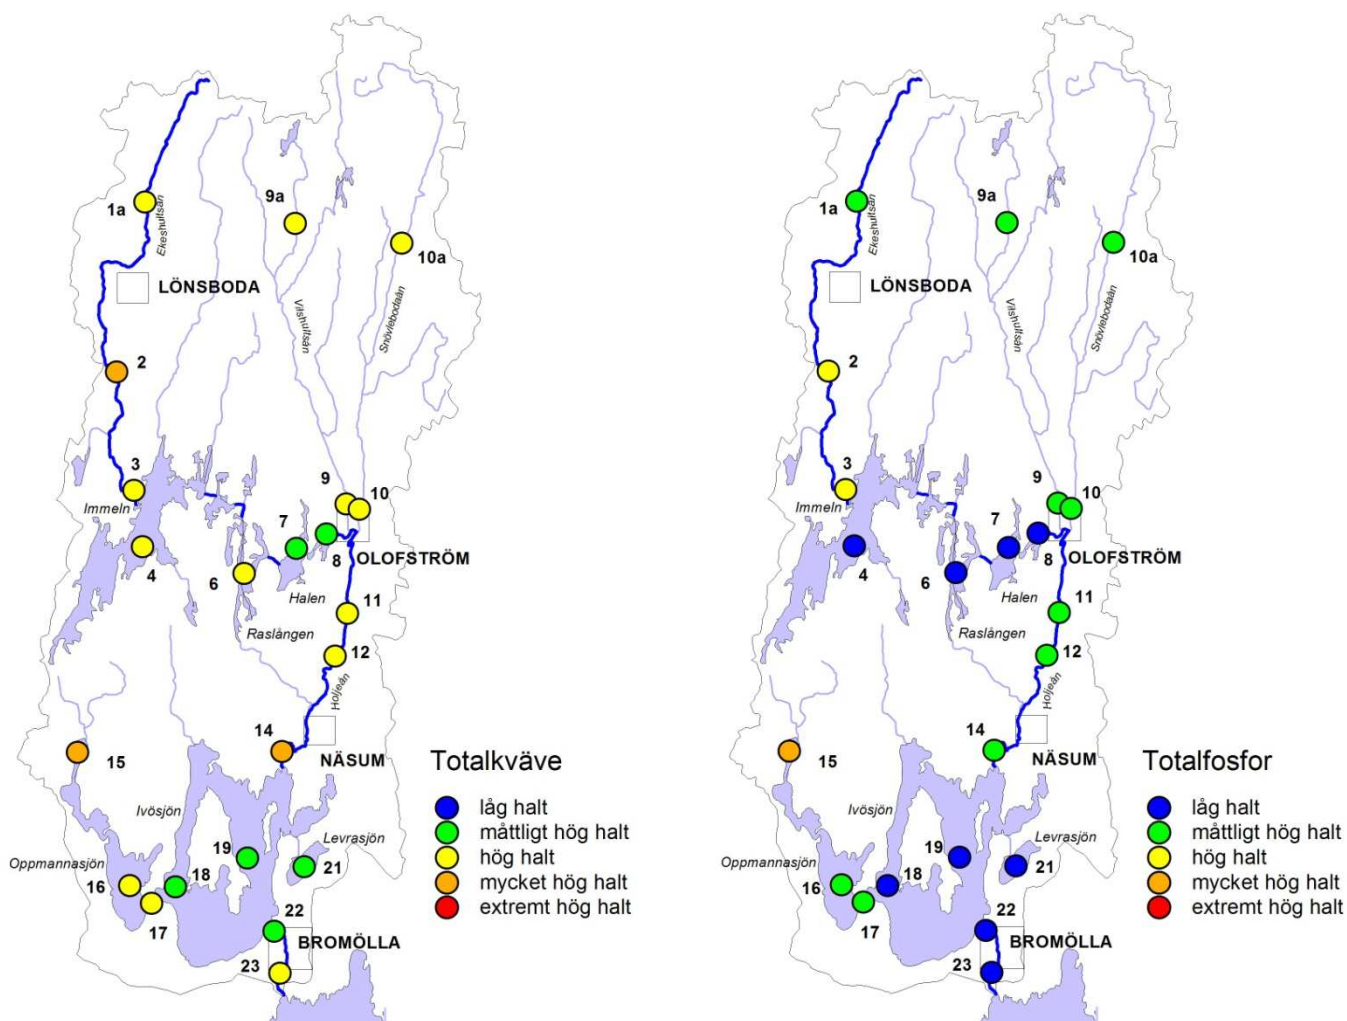 1a
Ekeshultsån
9a
10a
LÖNSBODA
Vilshultsån
Snövlebodaån
2
3
Immeln
9
10
7
8
OLOFSTRÖM
4
6
Halen
11
Raslången
12
Holjeån
14
NÄSUM
15
Ivösjön
Levrasjön
19
Oppmannasjön
21
16
18
17
22
BROMÖLLA
23
Totalkväve
låg halt
måttligt hög halt
hög halt
mycket hög halt
extremt hög halt
1a
Ekeshultsån
9a
10a
LÖNSBODA
Vilshultsån
Snövlebodaån
2
3
Immeln
9
10
7
8
OLOFSTRÖM
4
6
Halen
11
Raslången
12
Holjeån
14
NÄSUM
15
Ivösjön
Levrasjön
19
Oppmannasjön
21
16
18
17
22
BROMÖLLA
23
Totalfosfor
låg halt
måttligt hög halt
hög halt
mycket hög halt
extremt hög halt